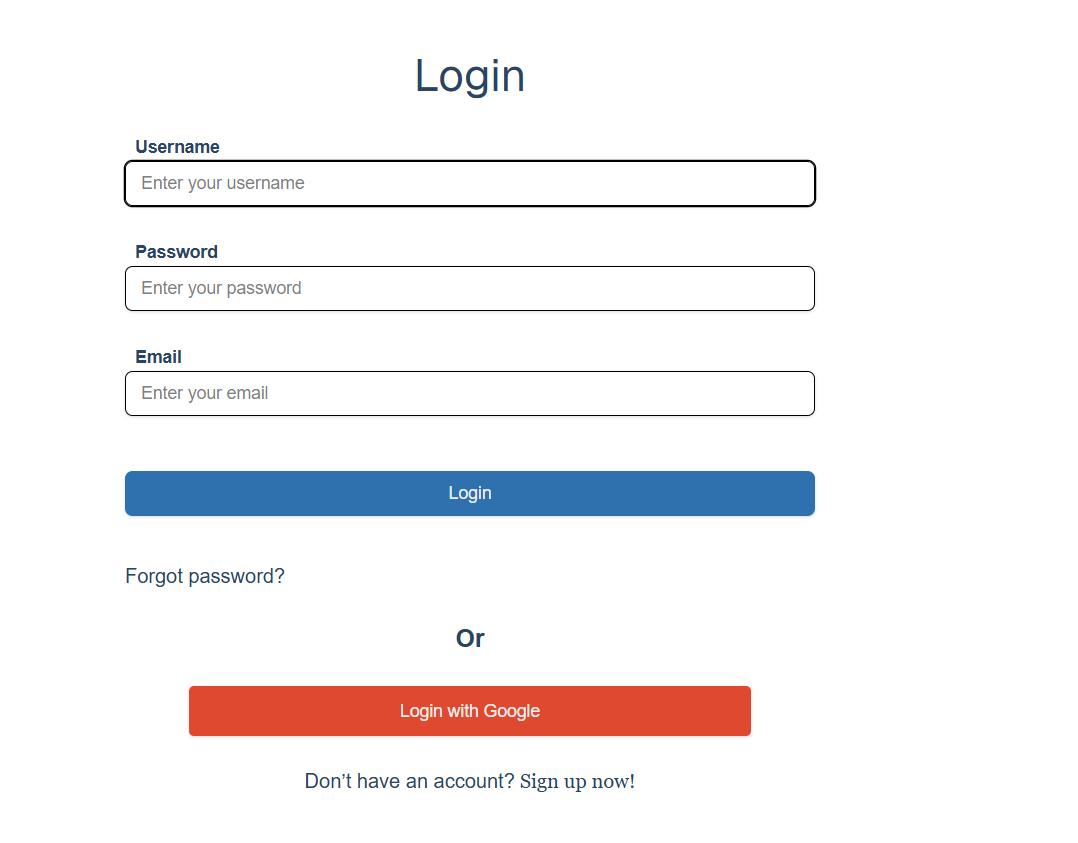 Login
Username
Enter your username
Password
Enter your password
Email
Enter your email
Login
Forgot password?
Or
Login with Google
Don’t have an account? Sign up now!